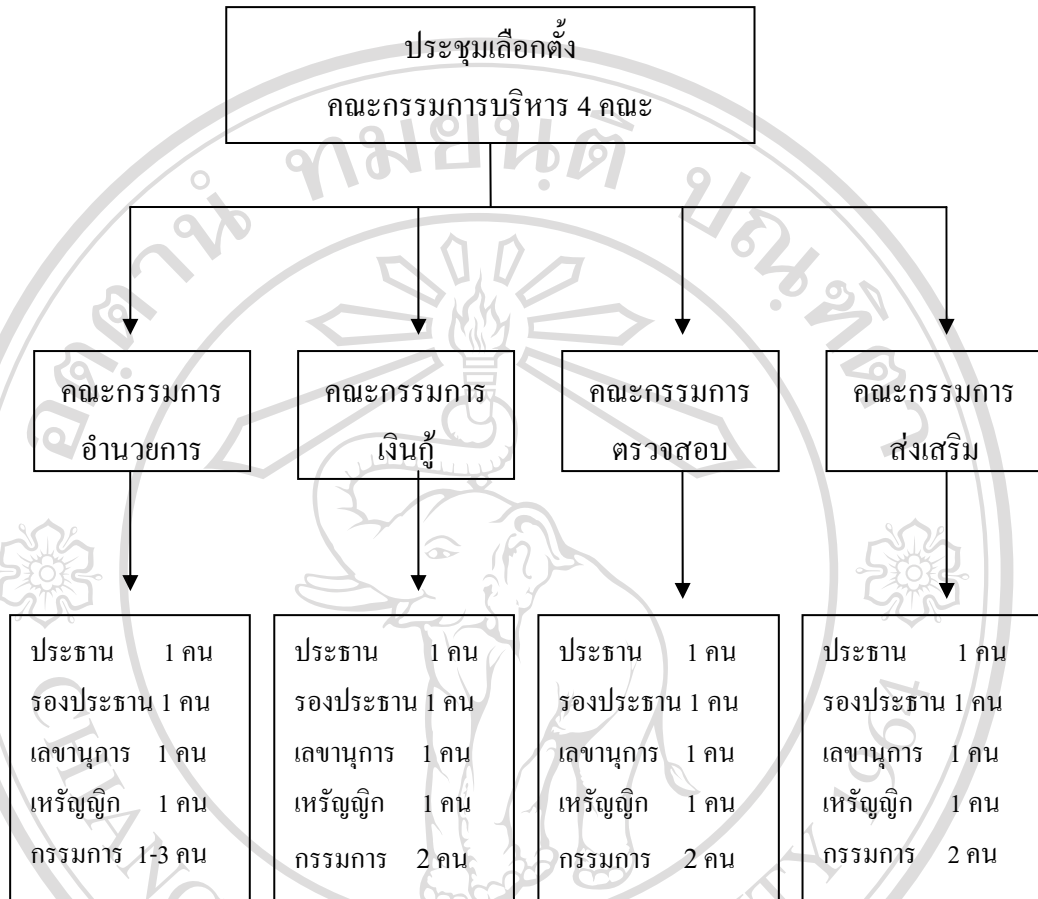 ประชุมเลือกตั้ง
คณะกรรมการบริหาร 4 คณะ
คณะกรรมการ
อำนวยการ
คณะกรรมการ
เงินกู้
คณะกรรมการ
ตรวจสอบ
คณะกรรมการ
ส่งเสริม
ประธาน 1 คน
รองประธาน 1 คน
เลขานุการ 1 คน
เหรัญญิก 1 คน
กรรมการ 1-3 คน
ประธาน 1 คน
รองประธาน 1 คน
เลขานุการ 1 คน
เหรัญญิก 1 คน
กรรมการ 2 คน
ประธาน 1 คน
รองประธาน 1 คน
เลขานุการ 1 คน
เหรัญญิก 1 คน
กรรมการ 2 คน
ประธาน 1 คน
รองประธาน 1 คน
เลขานุการ 1 คน
เหรัญญิก 1 คน
กรรมการ 2 คน